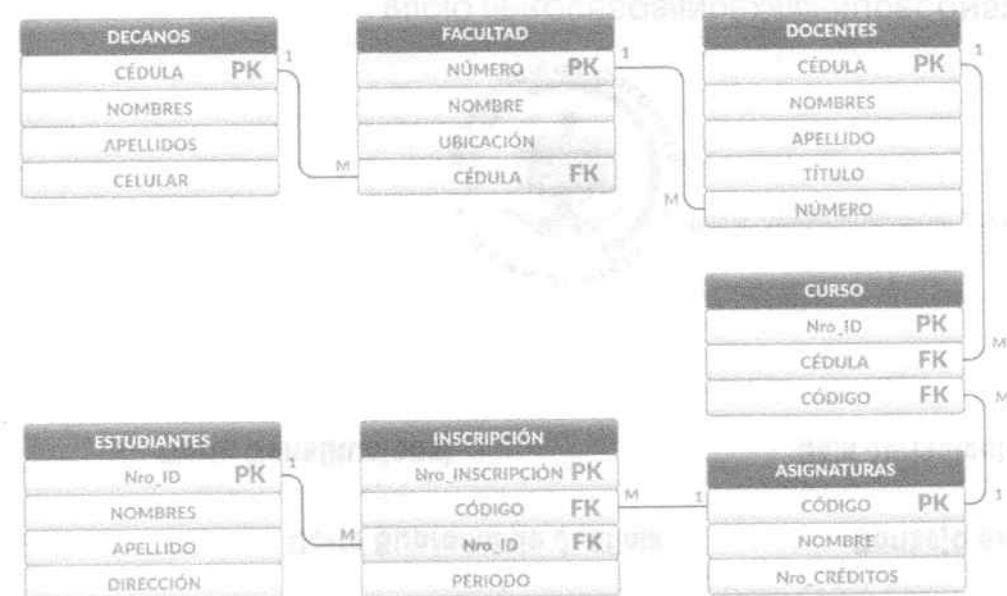 DECANOS
CÉDULA PK
NOMBRES
APELLIDOS
CELULAR
1
M
FACULTAD
NÚMERO PK
NOMBRE
UBICACIÓN
CÉDULA FK
1
M
DOCENTES
CÉDULA PK
NOMBRES
APELLIDO
TÍTULO
NÚMERO
1
CURSO
Nro_ID PK
CÉDULA FK
CÓDIGO FK
M
M
ESTUDIANTES
Nro_ID PK
NOMBRES
APELLIDO
DIRECCIÓN
1
M
INSCRIPCIÓN
Nro_INSCRIPCIÓN PK
CÓDIGO FK
Nro_ID FK
PERIODO
M
1
ASIGNATURAS
CÓDIGO PK
NOMBRE
Nro_CRÉDITOS
1